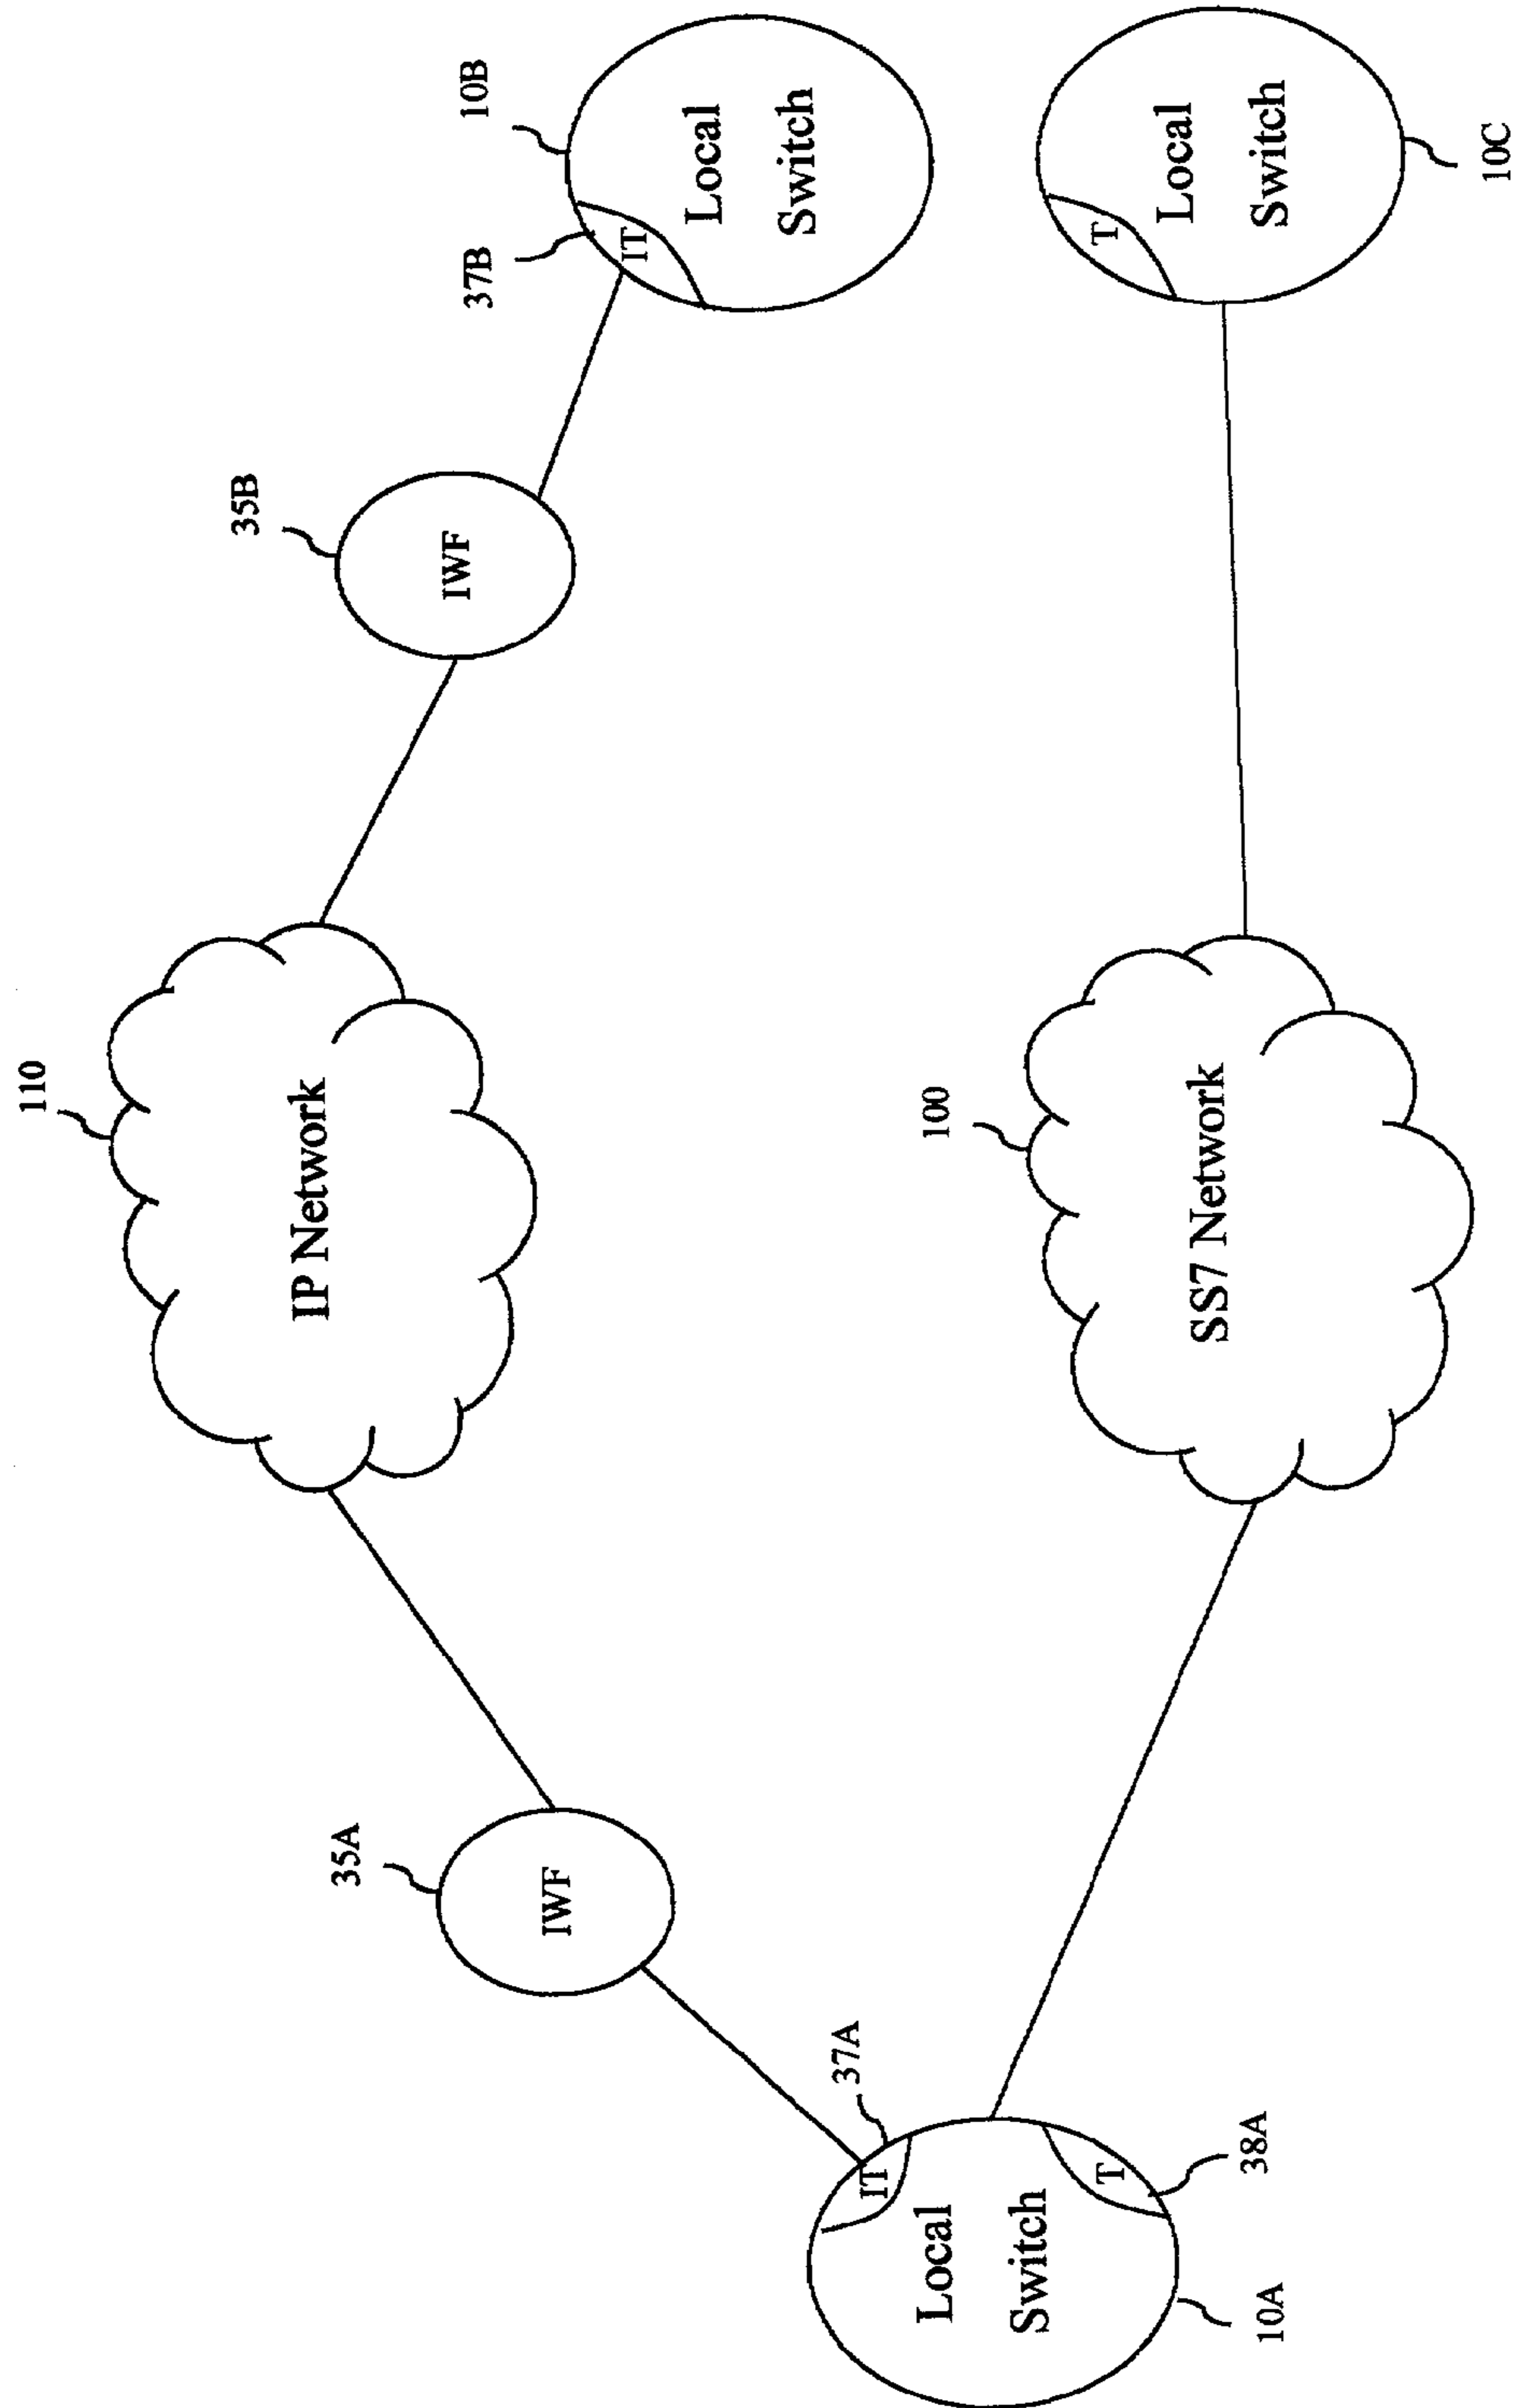 110
IP Network
35A
IWF
35B
IWF
10B
37B
IT
Local
Switch
37A
IT
Local
Switch
T
38A
10A
100
SS7 Network
T
Local
Switch
10C